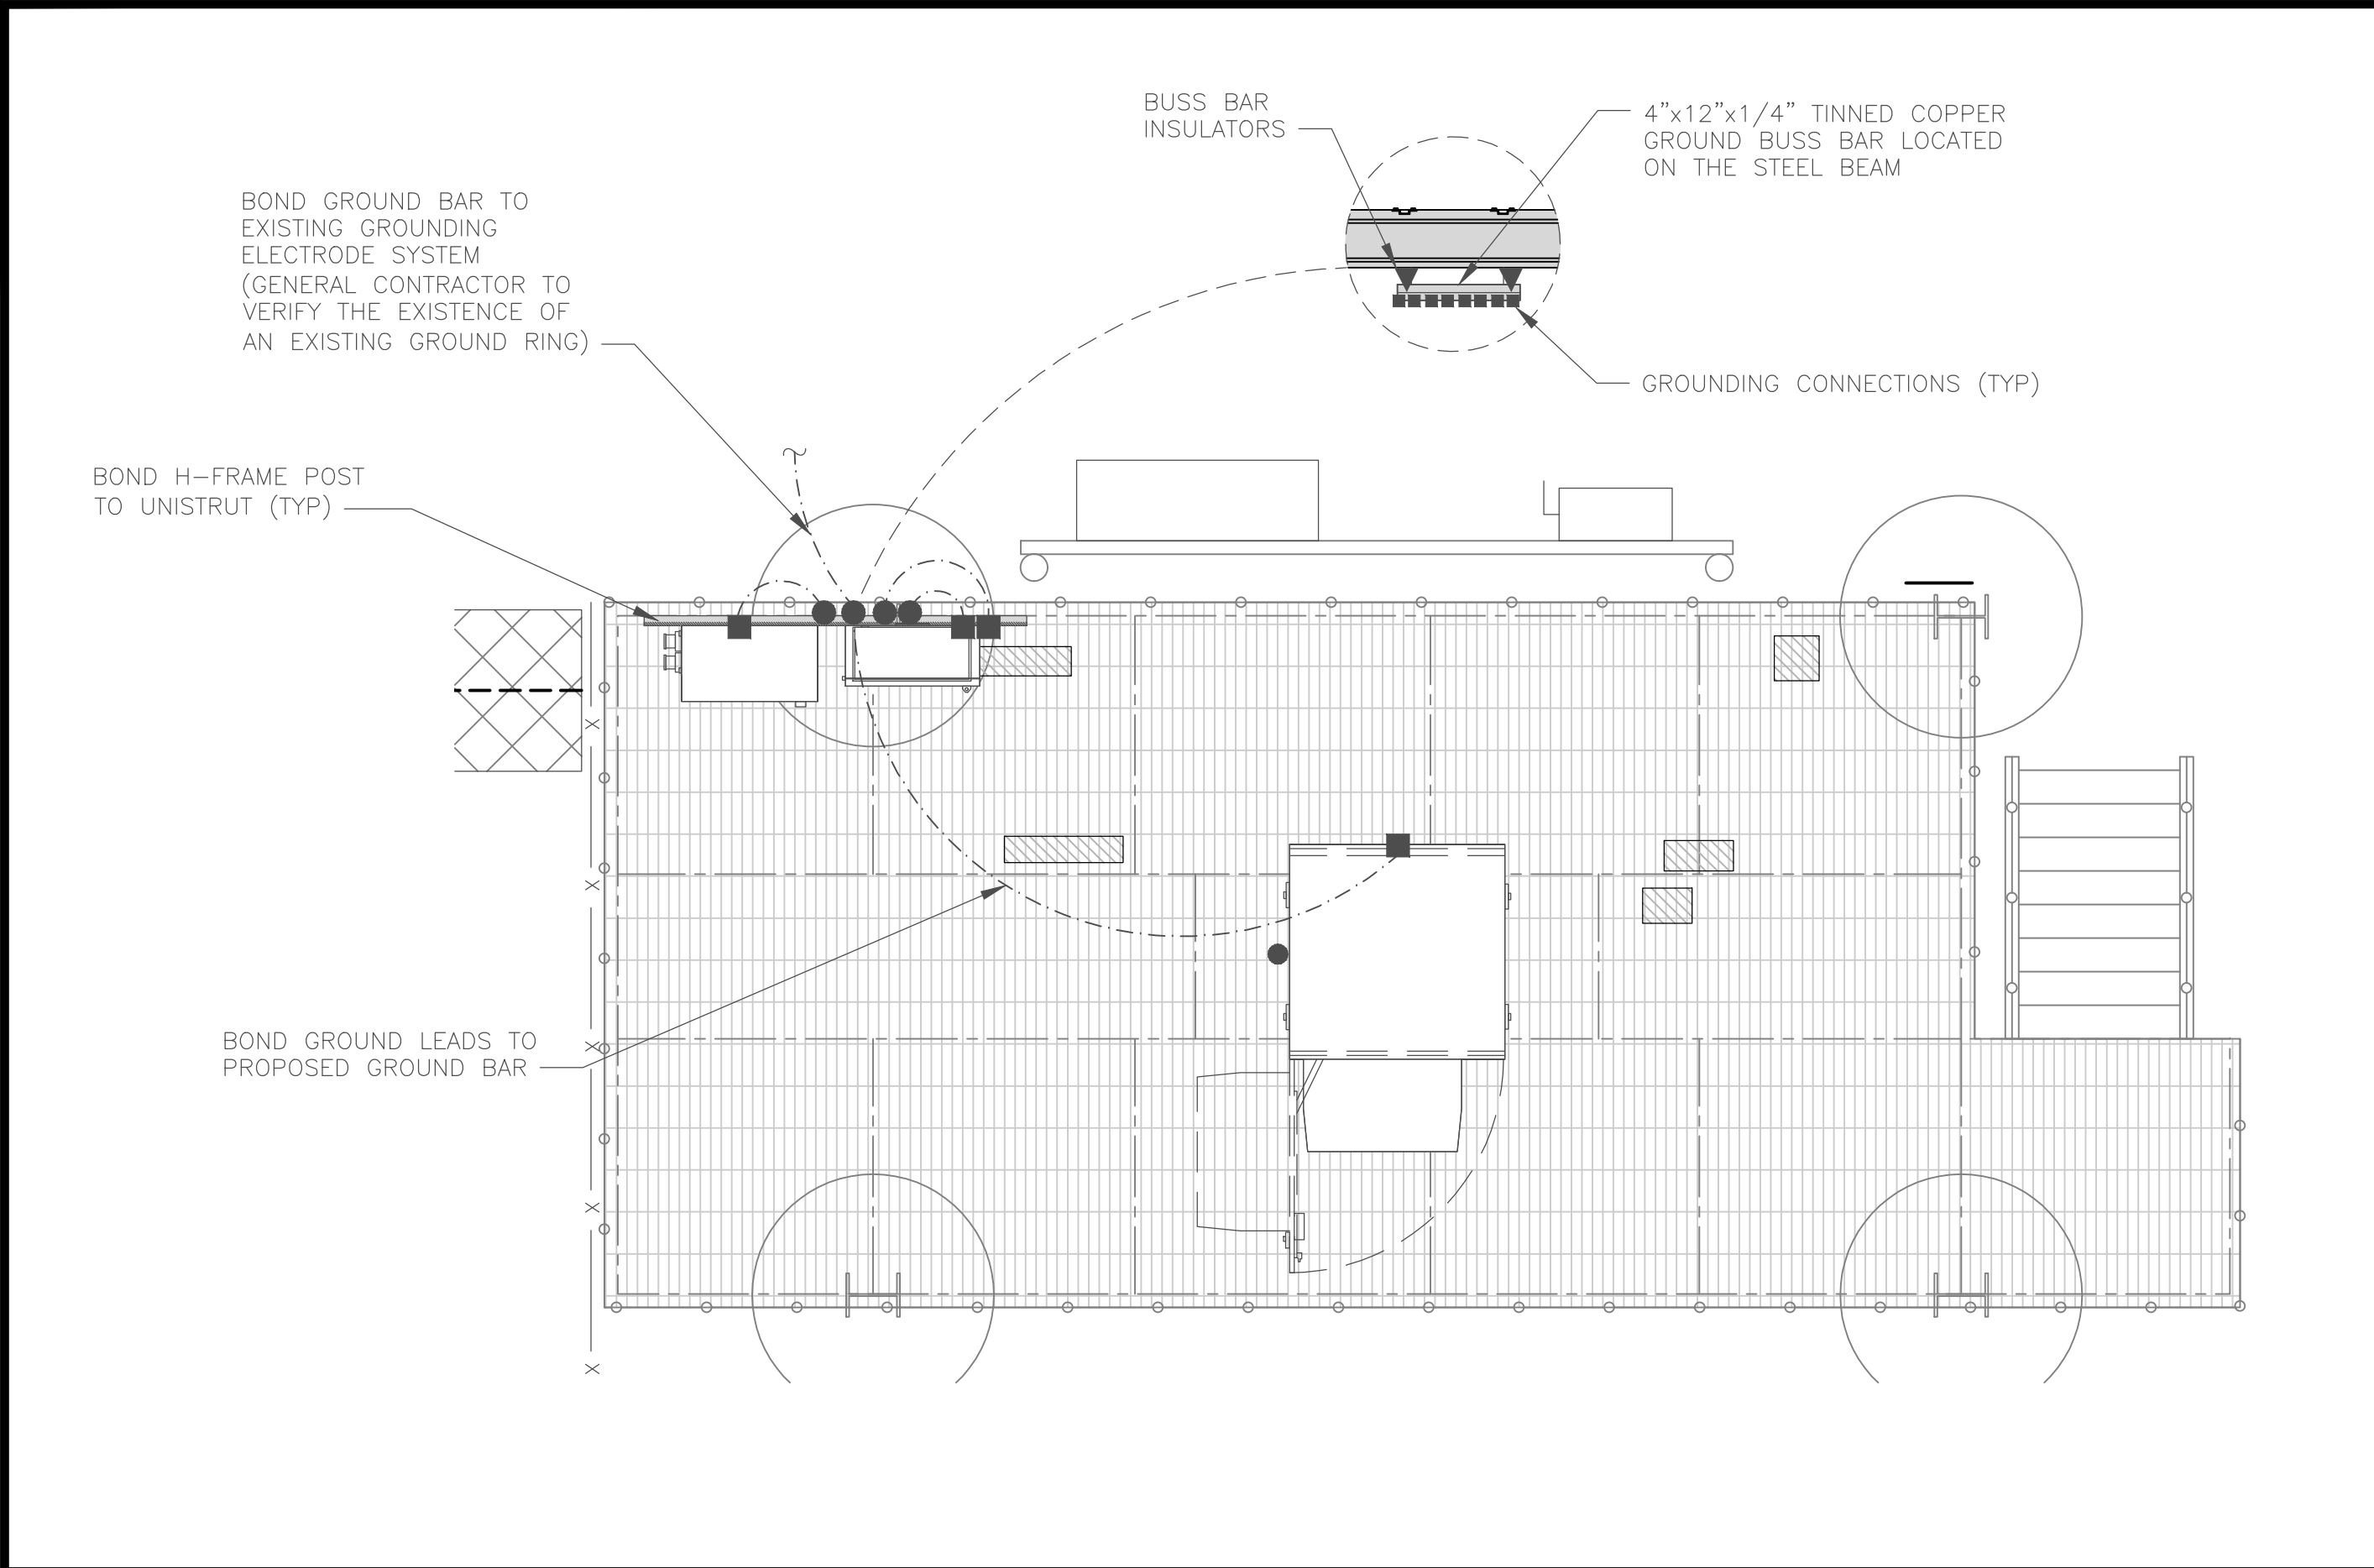 BUSS BAR
INSULATORS
4"x12"x1/4" TINNED COPPER
GROUND BUSS BAR LOCATED
ON THE STEEL BEAM
BOND GROUND BAR TO
EXISTING GROUNDING
ELECTRODE SYSTEM
(GENERAL CONTRACTOR TO
VERIFY THE EXISTENCE OF
AN EXISTING GROUND RING)
GROUNDING CONNECTIONS (TYP)
BOND H-FRAME POST
TO UNISTRUT (TYP)
X
X
X
BOND GROUND LEADS TO
PROPOSED GROUND BAR
X
X